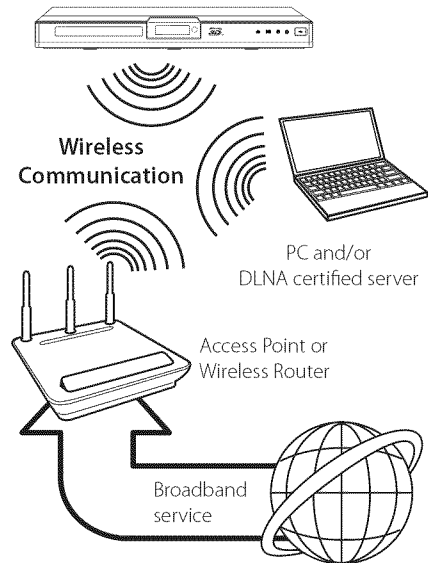 Wireless
Communication
PC and/or
DLNA certified server
Access Point or
Wireless Router
Broadband
service